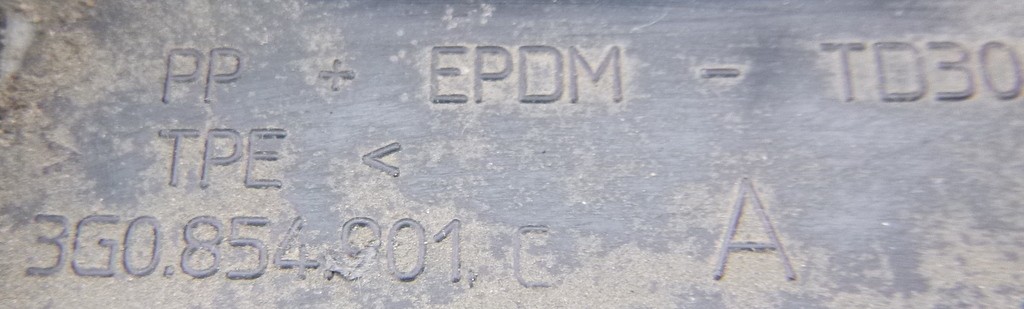 PP + EPDM - TD30
> TPE <
3G0.854.901. C A